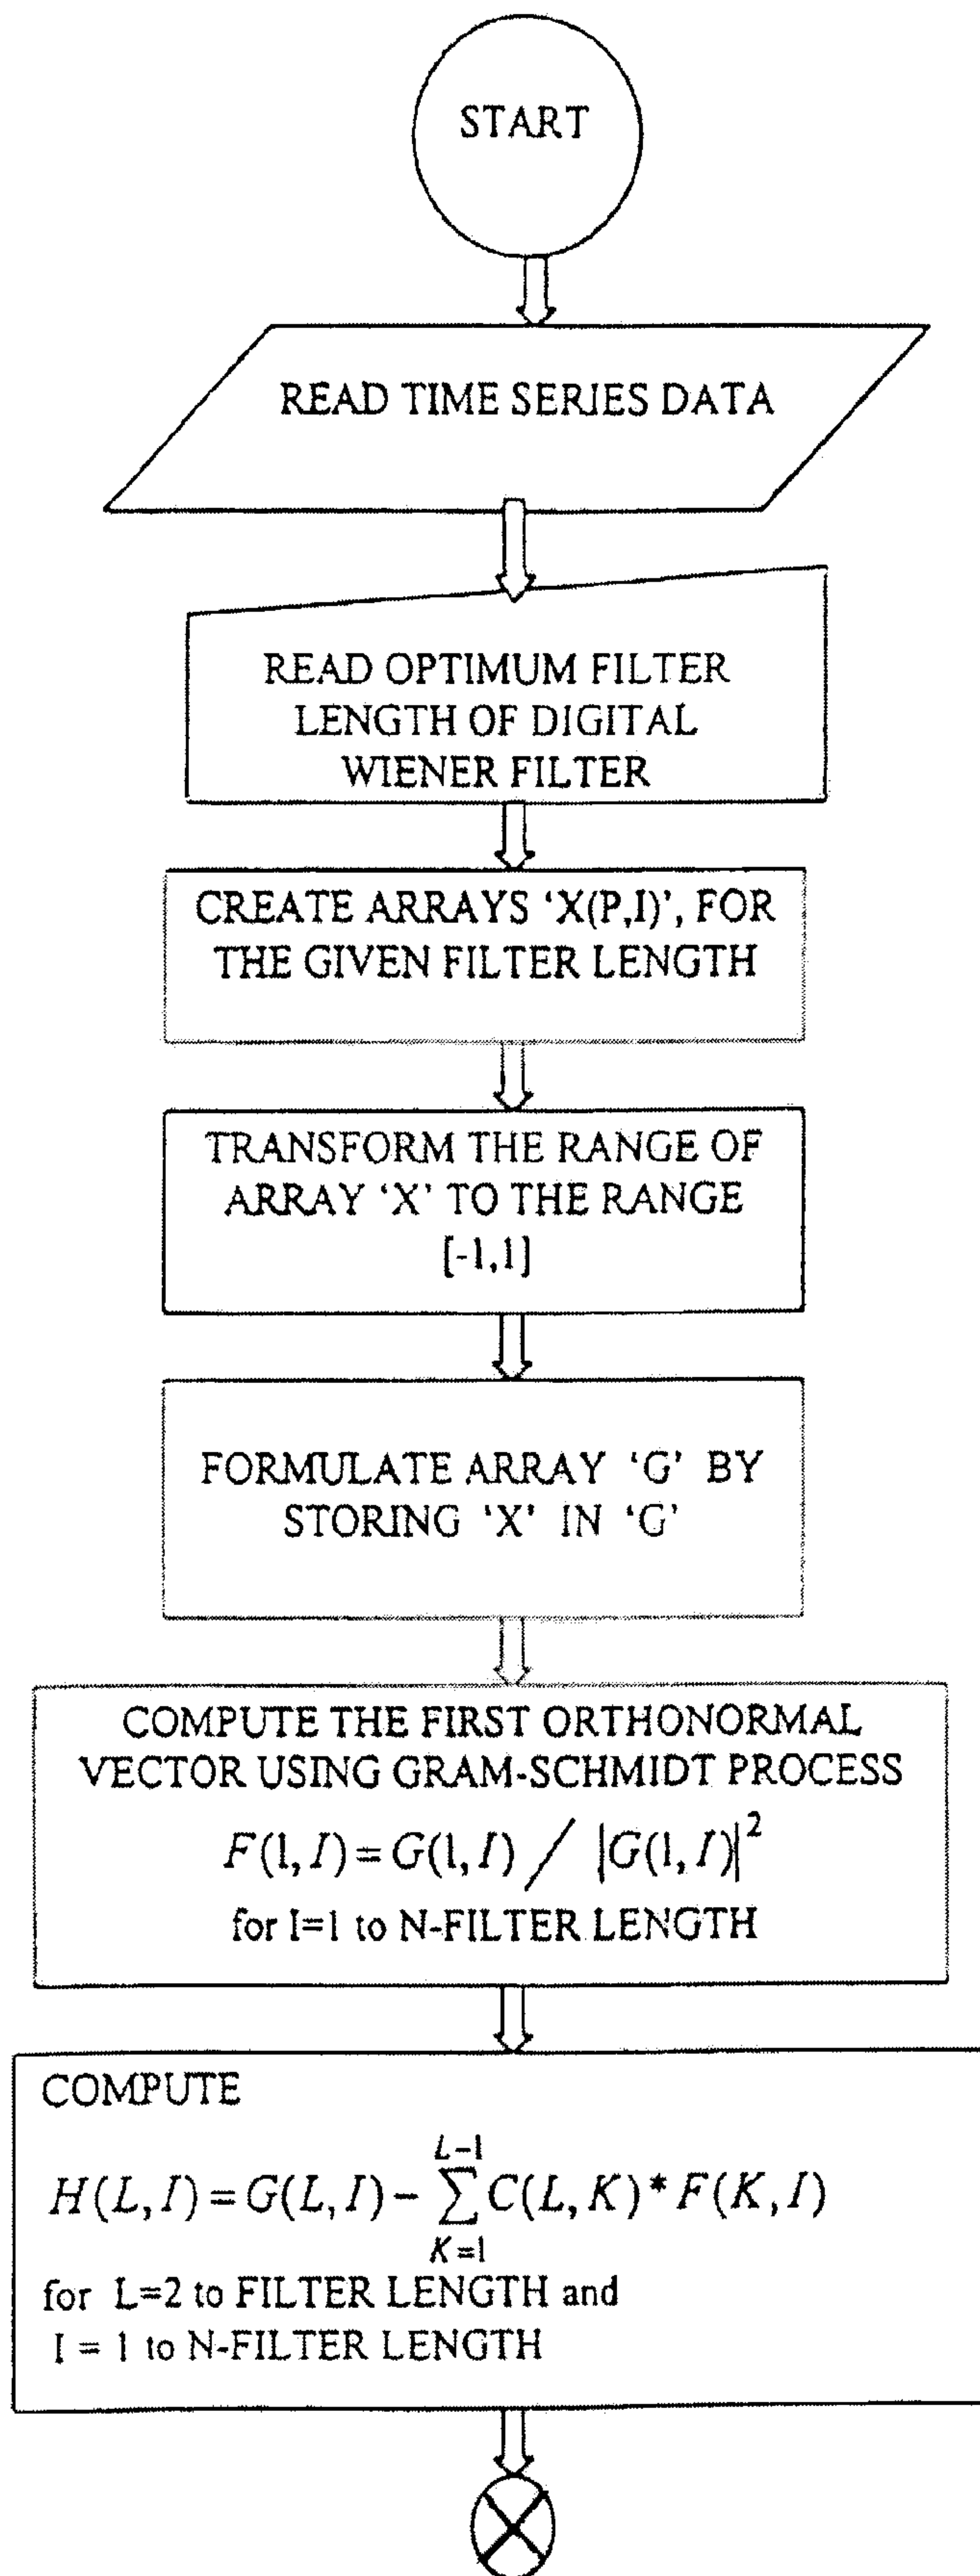 START
READ TIME SERIES DATA
READ OPTIMUM FILTER
LENGTH OF DIGITAL
WIENER FILTER
CREATE ARRAYS ‘X(P,I)’, FOR
THE GIVEN FILTER LENGTH
TRANSFORM THE RANGE OF
ARRAY ‘X’ TO THE RANGE
[-1,1]
FORMULATE ARRAY ‘G’ BY
STORING ‘X’ IN ‘G’
COMPUTE THE FIRST ORTHONORMAL
VECTOR USING GRAM-SCHMIDT PROCESS
F(1,I) = G(1,I) / |G(1,I)|²
for I=1 to N-FILTER LENGTH
COMPUTE
H(L,I) = G(L,I) - \sum_{K=1}^{L-1} C(L,K) * F(K,I)
for L=2 to FILTER LENGTH and
I = 1 to N-FILTER LENGTH